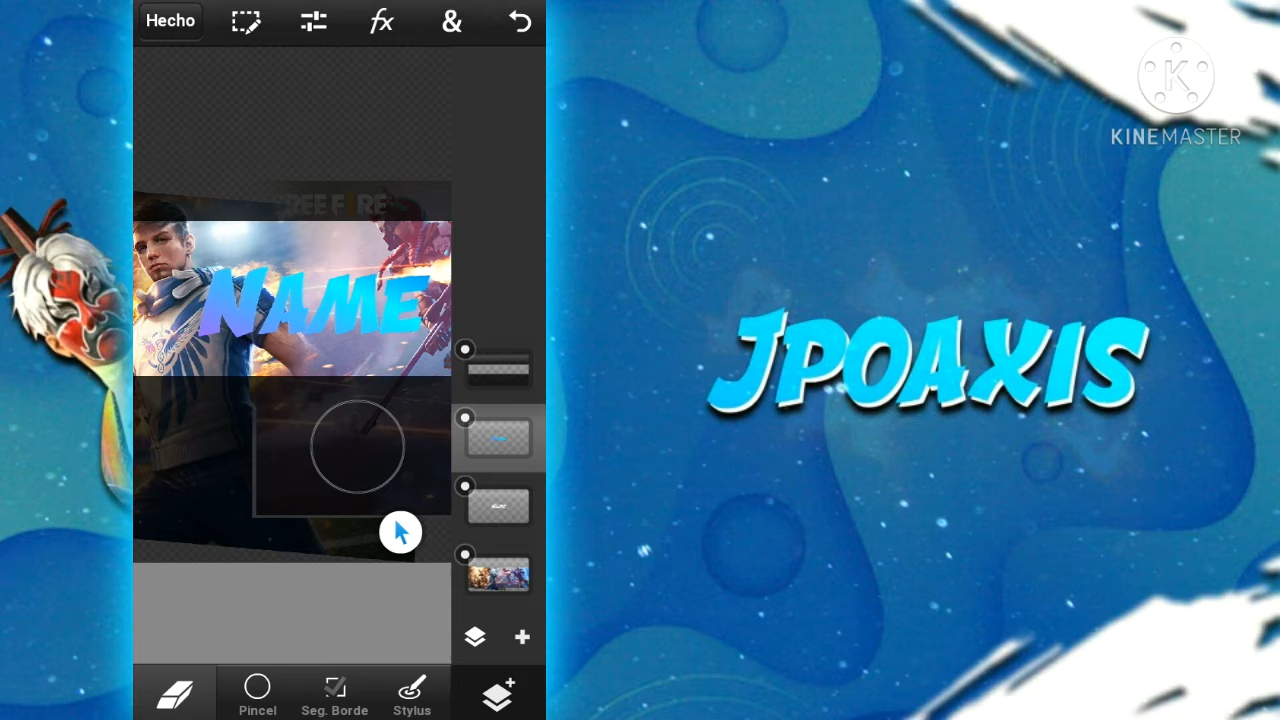 Hecho
fx
&
FREE FIRE
NAME
Pincel
Seg. Borde
Stylus
K
KINEMASTER
JPOAXIS